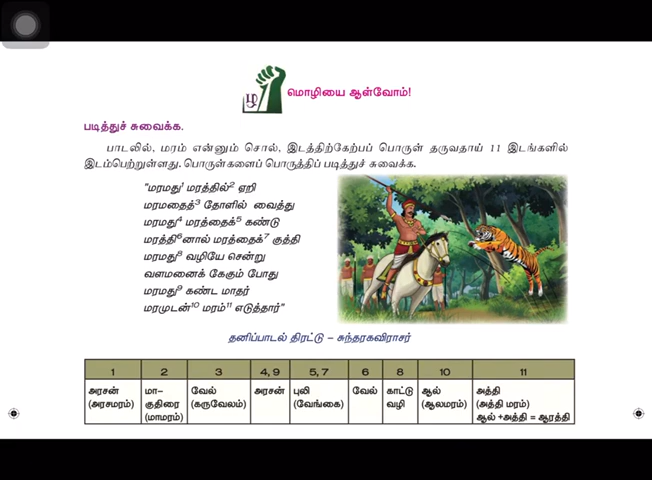 ழ
மொழியை ஆள்வோம்!
படித்துச் சுவைக்க.
பாடலில், மரம் என்னும் சொல், இடத்திற்கேற்பப் பொருள் தருவதாய் 11 இடங்களில்
இடம்பெற்றுள்ளது. பொருள்களைப் பொருத்திப் படித்துச் சுவைக்க.
"மரமது¹ மரத்தில்² ஏறி
மரமதைத்³ தோளில் வைத்து
மரமது⁴ மரத்தைக்⁵ கண்டு
மரத்தி⁶னால் மரத்தைக்⁷ குத்தி
மரமது⁸ வழியே சென்று
வளமனைக் கேகும் போது
மரமது⁹ கண்ட மாதர்
மரமுடன்¹⁰ மரம்¹¹ எடுத்தார்"
தனிப்பாடல் திரட்டு – சுந்தரகவிராசர்
1 2 3 4, 9 5, 7 6 8 10 11
அரசன் மா– வேல் அரசன் புலி வேல் காட்டு ஆல் அத்தி
(அரசமரம்) குதிரை (கருவேலம்) (வேங்கை) வழி (ஆலமரம்) (அத்தி மரம்)
(மாமரம்) ஆல் +அத்தி = ஆரத்தி